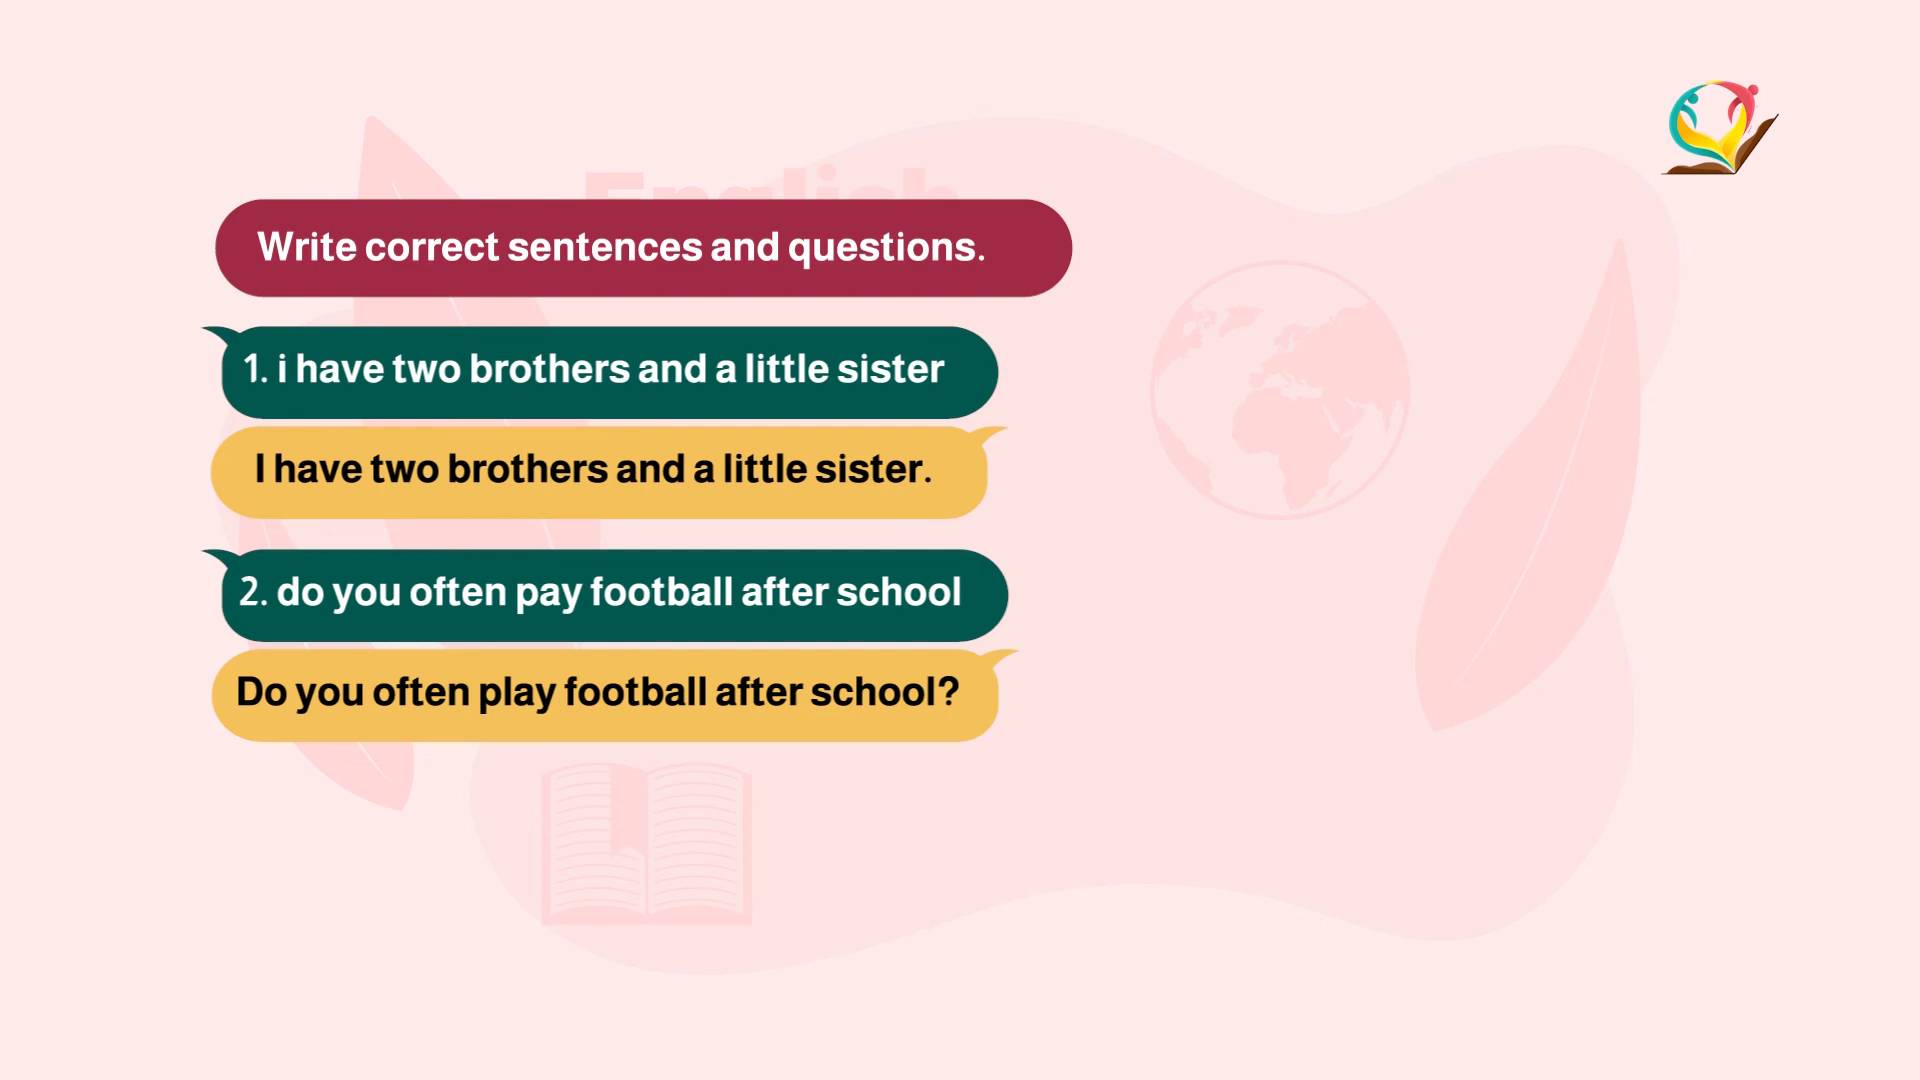 English
Write correct sentences and questions.
1. i have two brothers and a little sister
I have two brothers and a little sister.
2. do you often pay football after school
Do you often play football after school?